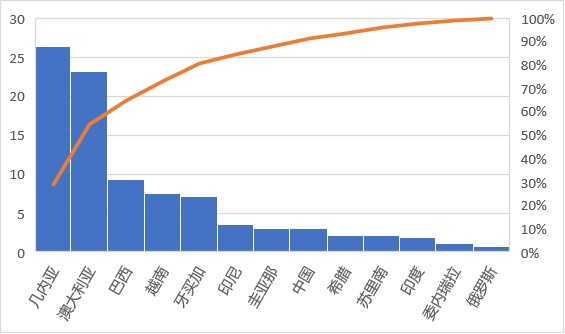 30
25
20
15
10
5
0
100%
90%
80%
70%
60%
50%
40%
30%
20%
10%
0%
几内亚
澳大利亚
巴西
越南
牙买加
印尼
圭亚那
中国
希腊
苏里南
印度
委内瑞拉
俄罗斯